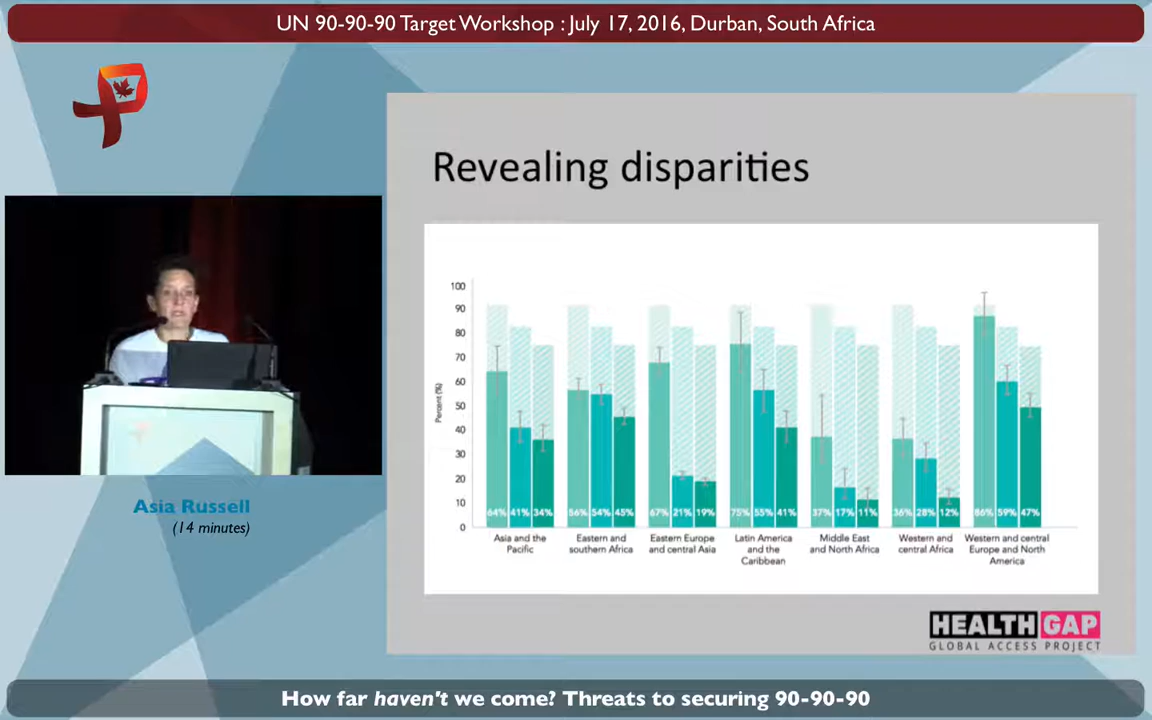 UN 90-90-90 Target Workshop : July 17, 2016, Durban, South Africa
Revealing disparities
Asia Russell
(14 minutes)
Percent (%)
100
90
80
70
60
50
40
30
20
10
0
64% 41% 34%
56% 54% 45%
67% 21% 19%
75% 55% 41%
37% 17% 11%
36% 28% 12%
86% 59% 47%
Asia and the
Pacific
Eastern and
southern Africa
Eastern Europe
and central Asia
Latin America
and the
Caribbean
Middle East
and North Africa
Western and
central Africa
Western and central
Europe and North
America
HEALTH GAP
GLOBAL ACCESS PROJECT
How far haven't we come? Threats to securing 90-90-90